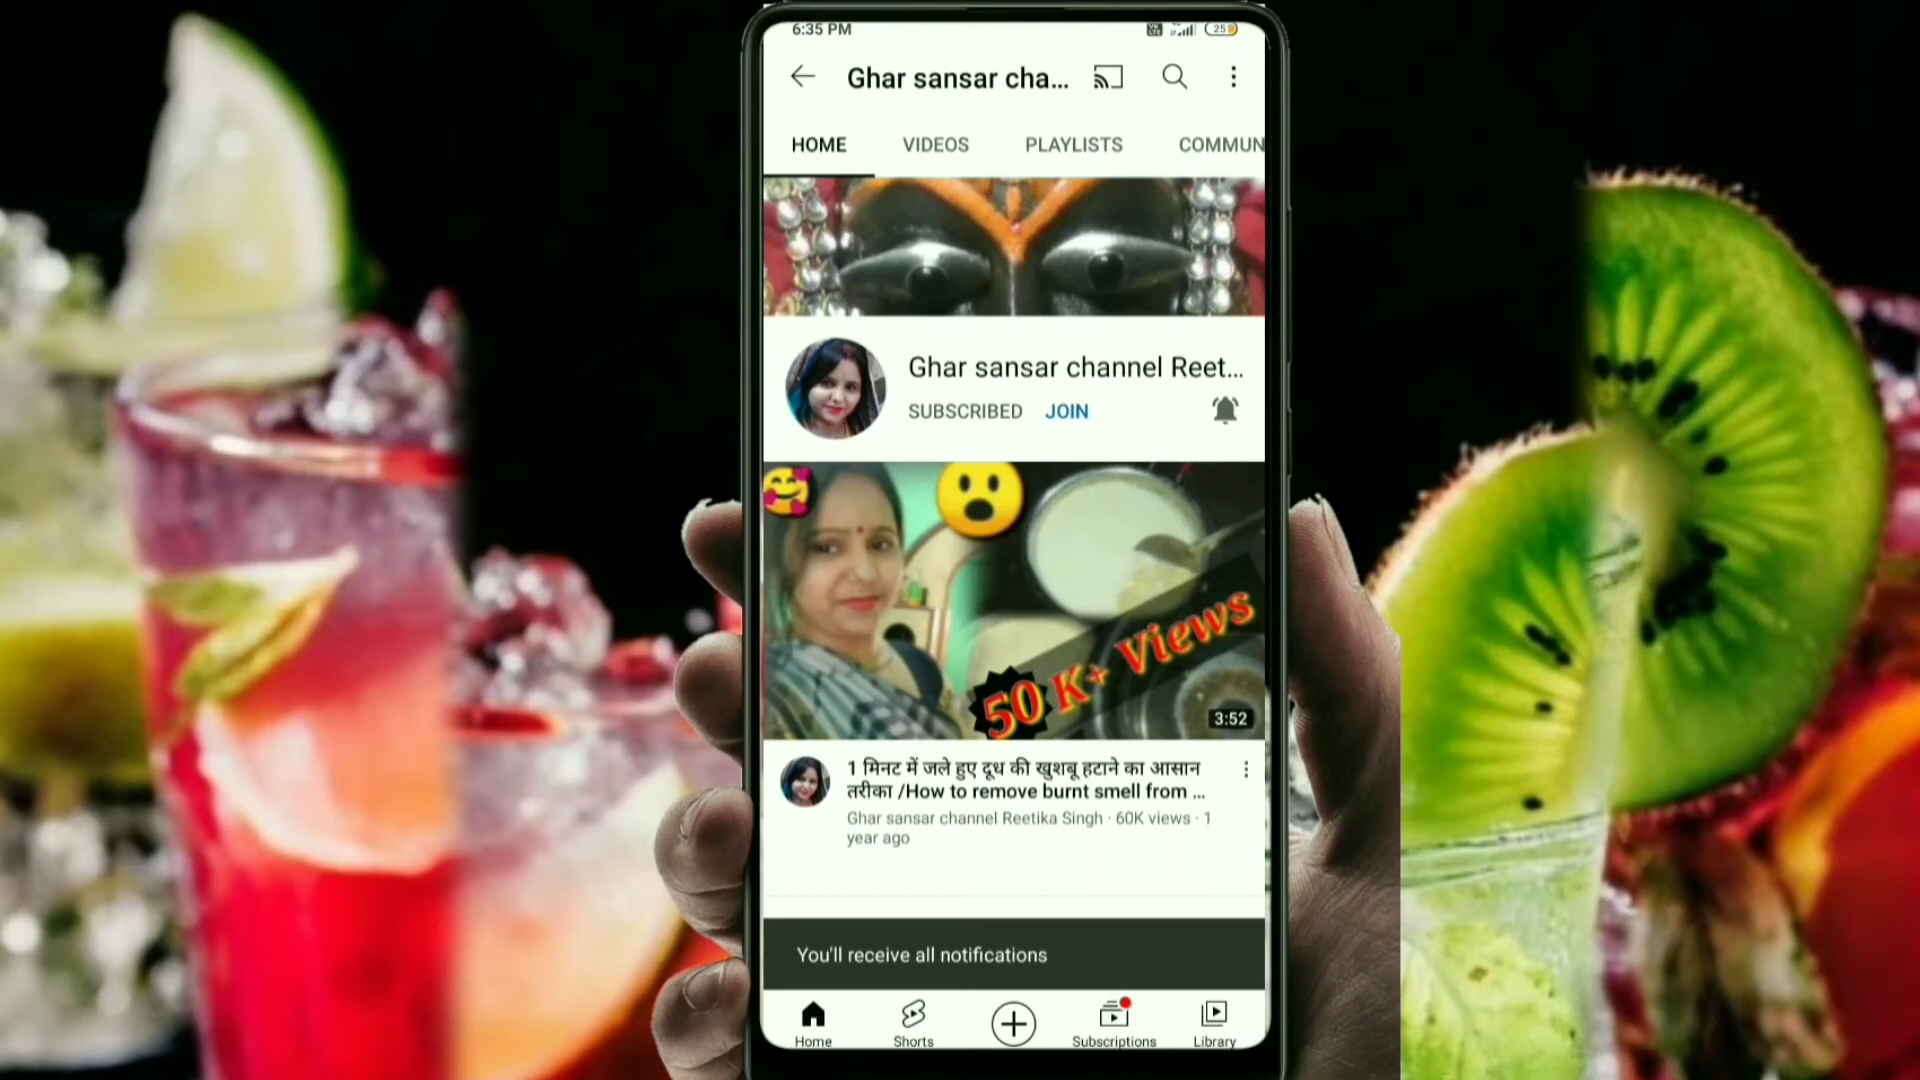 6:35 PM
25
Ghar sansar cha...
HOME VIDEOS PLAYLISTS COMMUN
Ghar sansar channel Reet...
SUBSCRIBED JOIN
50 K+ Views
3:52
1 मिनट में जले हुए दूध की खुशबू हटाने का आसान
तरीका /How to remove burnt smell from ...
Ghar sansar channel Reetika Singh · 60K views · 1
year ago
You'll receive all notifications
Home Shorts Subscriptions Library